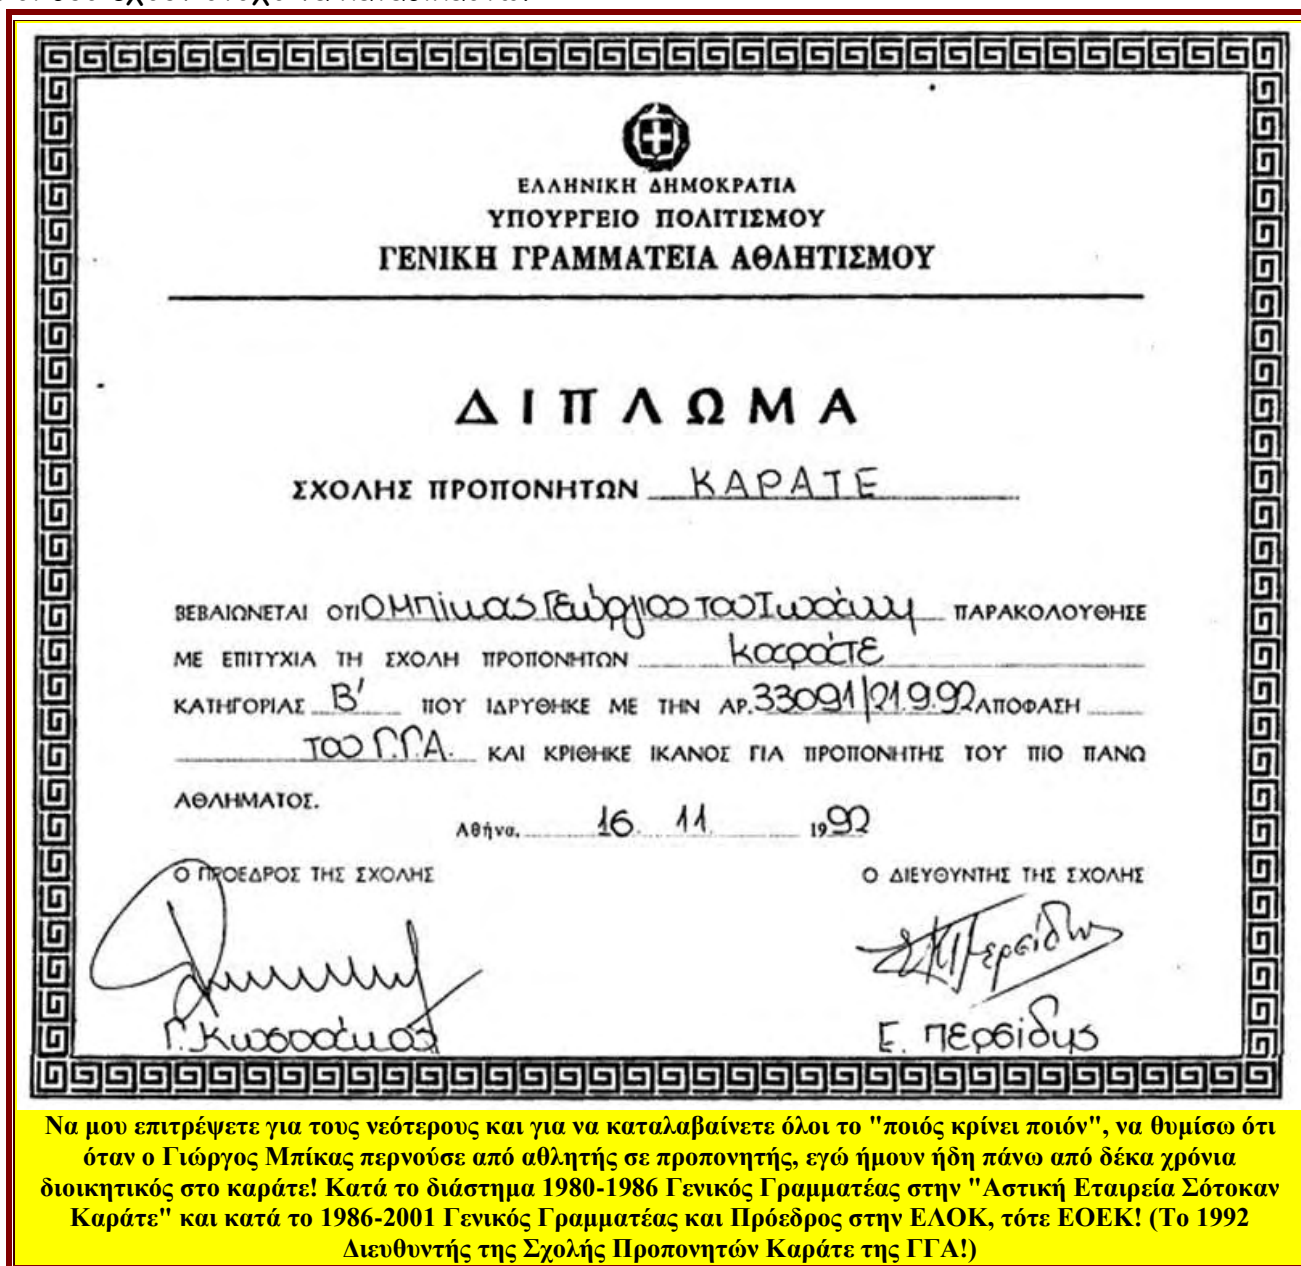 ΕΛΛΗΝΙΚΗ ΔΗΜΟΚΡΑΤΙΑ
ΥΠΟΥΡΓΕΙΟ ΠΟΛΙΤΙΣΜΟΥ
ΓΕΝΙΚΗ ΓΡΑΜΜΑΤΕΙΑ ΑΘΛΗΤΙΣΜΟΥ
ΔΙΠΛΩΜΑ
ΣΧΟΛΗΣ ΠΡΟΠΟΝΗΤΩΝ ΚΑΡΑΤΕ
ΒΕΒΑΙΩΝΕΤΑΙ ΟΤΙ Ο Μπίκας Γεώργιος του Ιωάννη ΠΑΡΑΚΟΛΟΥΘΗΣΕ
ΜΕ ΕΠΙΤΥΧΙΑ ΤΗ ΣΧΟΛΗ ΠΡΟΠΟΝΗΤΩΝ καράτε
ΚΑΤΗΓΟΡΙΑΣ Β' ΠΟΥ ΙΔΡΥΘΗΚΕ ΜΕ ΤΗΝ ΑΡ. 33091/21.9.92 ΑΠΟΦΑΣΗ
του Γ.Γ.Α. ΚΑΙ ΚΡΙΘΗΚΕ ΙΚΑΝΟΣ ΓΙΑ ΠΡΟΠΟΝΗΤΗΣ ΤΟΥ ΠΙΟ ΠΑΝΩ
ΑΘΛΗΜΑΤΟΣ.
Αθήνα, 16. 11. 1992
Ο ΠΡΟΕΔΡΟΣ ΤΗΣ ΣΧΟΛΗΣ Ο ΔΙΕΥΘΥΝΤΗΣ ΤΗΣ ΣΧΟΛΗΣ
Ε. Περσίδης
Να μου επιτρέψετε για τους νεότερους και για να καταλαβαίνετε όλοι το "ποιός κρίνει ποιόν", να θυμίσω ότι
όταν ο Γιώργος Μπίκας περνούσε από αθλητής σε προπονητής, εγώ ήμουν ήδη πάνω από δέκα χρόνια
διοικητικός στο καράτε! Κατά το διάστημα 1980-1986 Γενικός Γραμματέας στην "Αστική Εταιρεία Σότοκαν
Καράτε" και κατά το 1986-2001 Γενικός Γραμματέας και Πρόεδρος στην ΕΛΟΚ, τότε ΕΟΕΚ! (Το 1992
Διευθυντής της Σχολής Προπονητών Καράτε της ΓΓΑ!)